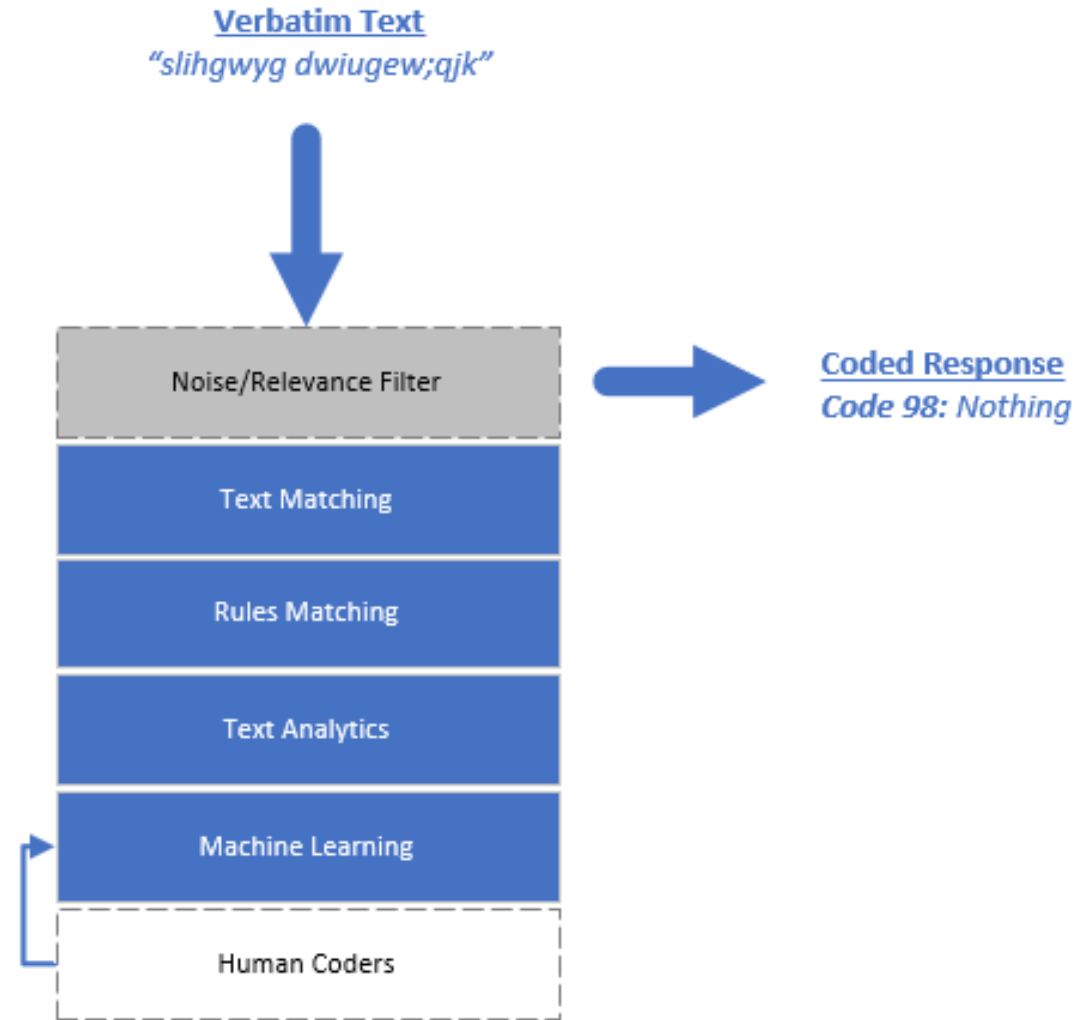 Verbatim Text
“slihgwyg dwiugew;qjk”
Noise/Relevance Filter
Coded Response
Code 98: Nothing
Text Matching
Rules Matching
Text Analytics
Machine Learning
Human Coders